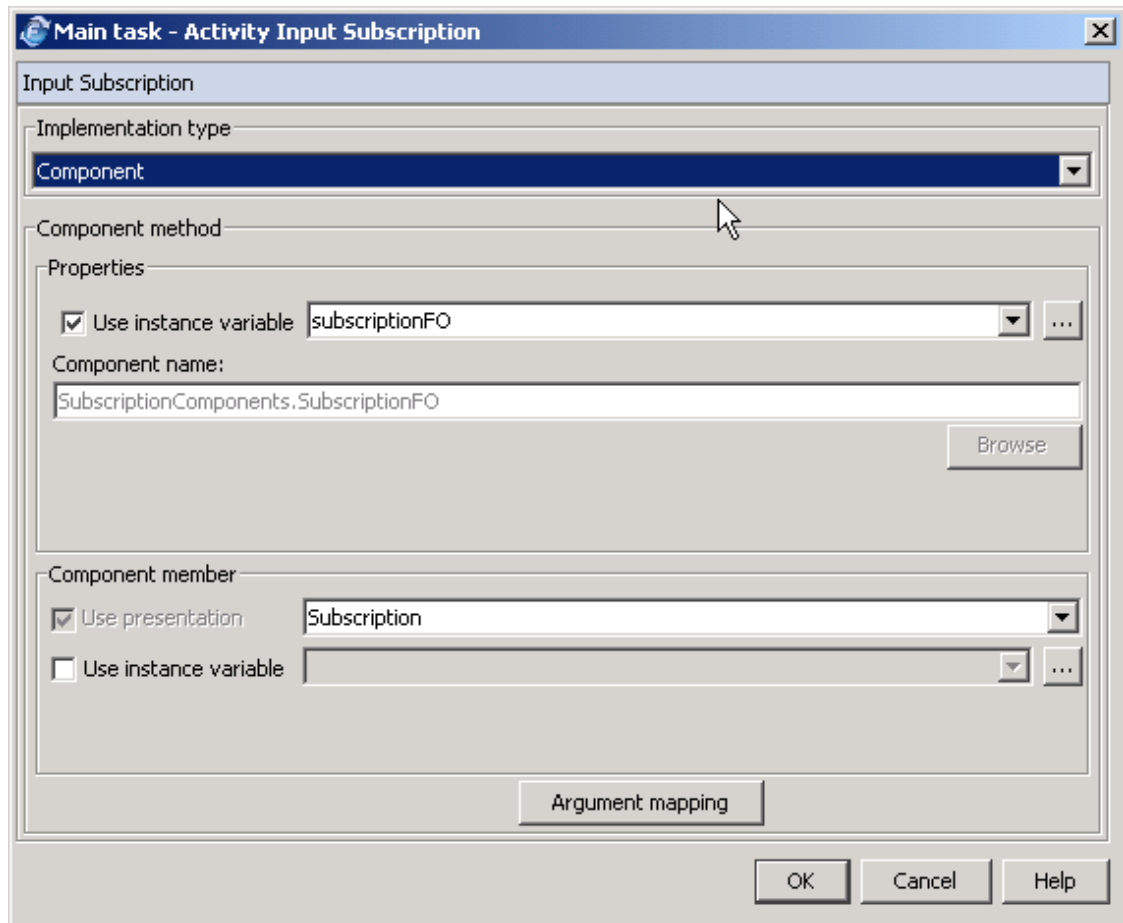 Main task - Activity Input Subscription
Input Subscription
Implementation type
Component
Component method
Properties
Use instance variable subscriptionFO ...
Component name:
SubscriptionComponents.SubscriptionFO
Browse
Component member
Use presentation Subscription
Use instance variable ...
Argument mapping
OK Cancel Help